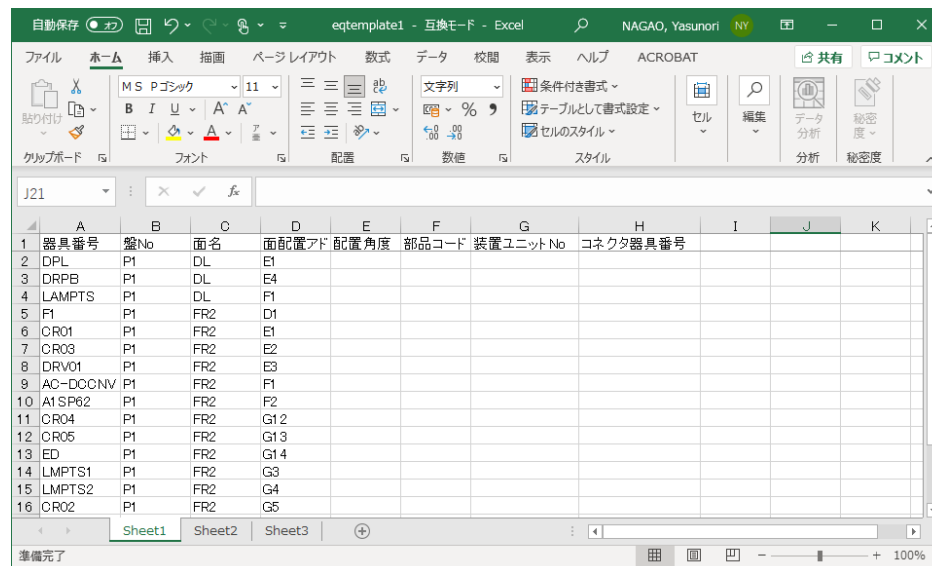 自動保存 オフ eqtemplate1 - 互換モード - Excel NAGAO, Yasunori NY
ファイル ホーム 挿入 描画 ページ レイアウト 数式 データ 校閲 表示 ヘルプ ACROBAT 共有 コメント
貼り付け MS Pゴシック 11 B I U A A ab 文字列 % 条件付き書式 テーブルとして書式設定 セルのスタイル セル 編集 データ分析 秘密度
クリップボード フォント 配置 数値 スタイル 分析 秘密度
J21 fx
A B C D E F G H I J K
1 器具番号 盤No 面名 面配置アド 配置角度 部品コード 装置ユニットNo コネクタ器具番号
2 DPL P1 DL E1
3 DRPB P1 DL E4
4 LAMPTS P1 DL F1
5 F1 P1 FR2 D1
6 CR01 P1 FR2 E1
7 CR03 P1 FR2 E2
8 DRV01 P1 FR2 E3
9 AC-DCCNV P1 FR2 F1
10 A1SP62 P1 FR2 F2
11 CR04 P1 FR2 G12
12 CR05 P1 FR2 G13
13 ED P1 FR2 G14
14 LMPTS1 P1 FR2 G3
15 LMPTS2 P1 FR2 G4
16 CR02 P1 FR2 G5
Sheet1 Sheet2 Sheet3
準備完了 100%